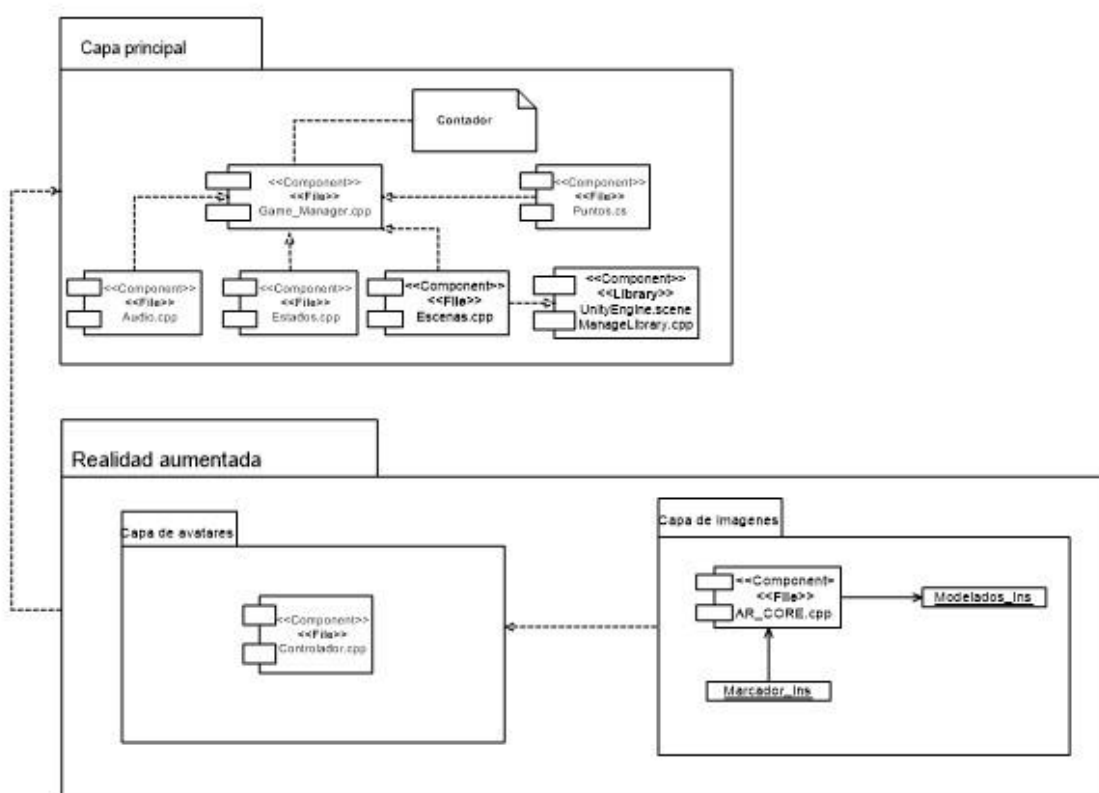 Capa principal
Contador
<<Component>>
<<File>>
Game_Manager.cpp
<<Component>>
<<File>>
Puntos.cs
<<Component>>
<<File>>
Audio.cpp
<<Component>>
<<File>>
Estados.cpp
<<Component>>
<<File>>
Escenas.cpp
<<Component>>
<<Library>>
UnityEngine.scene
ManageLibrary.cpp
Realidad aumentada
Capa de avatares
<<Component>>
<<File>>
Controlador.cpp
Capa de imagenes
<<Component>
<<File>>
AR_CORE.cpp
Modelados_Ins
Marcador_Ins